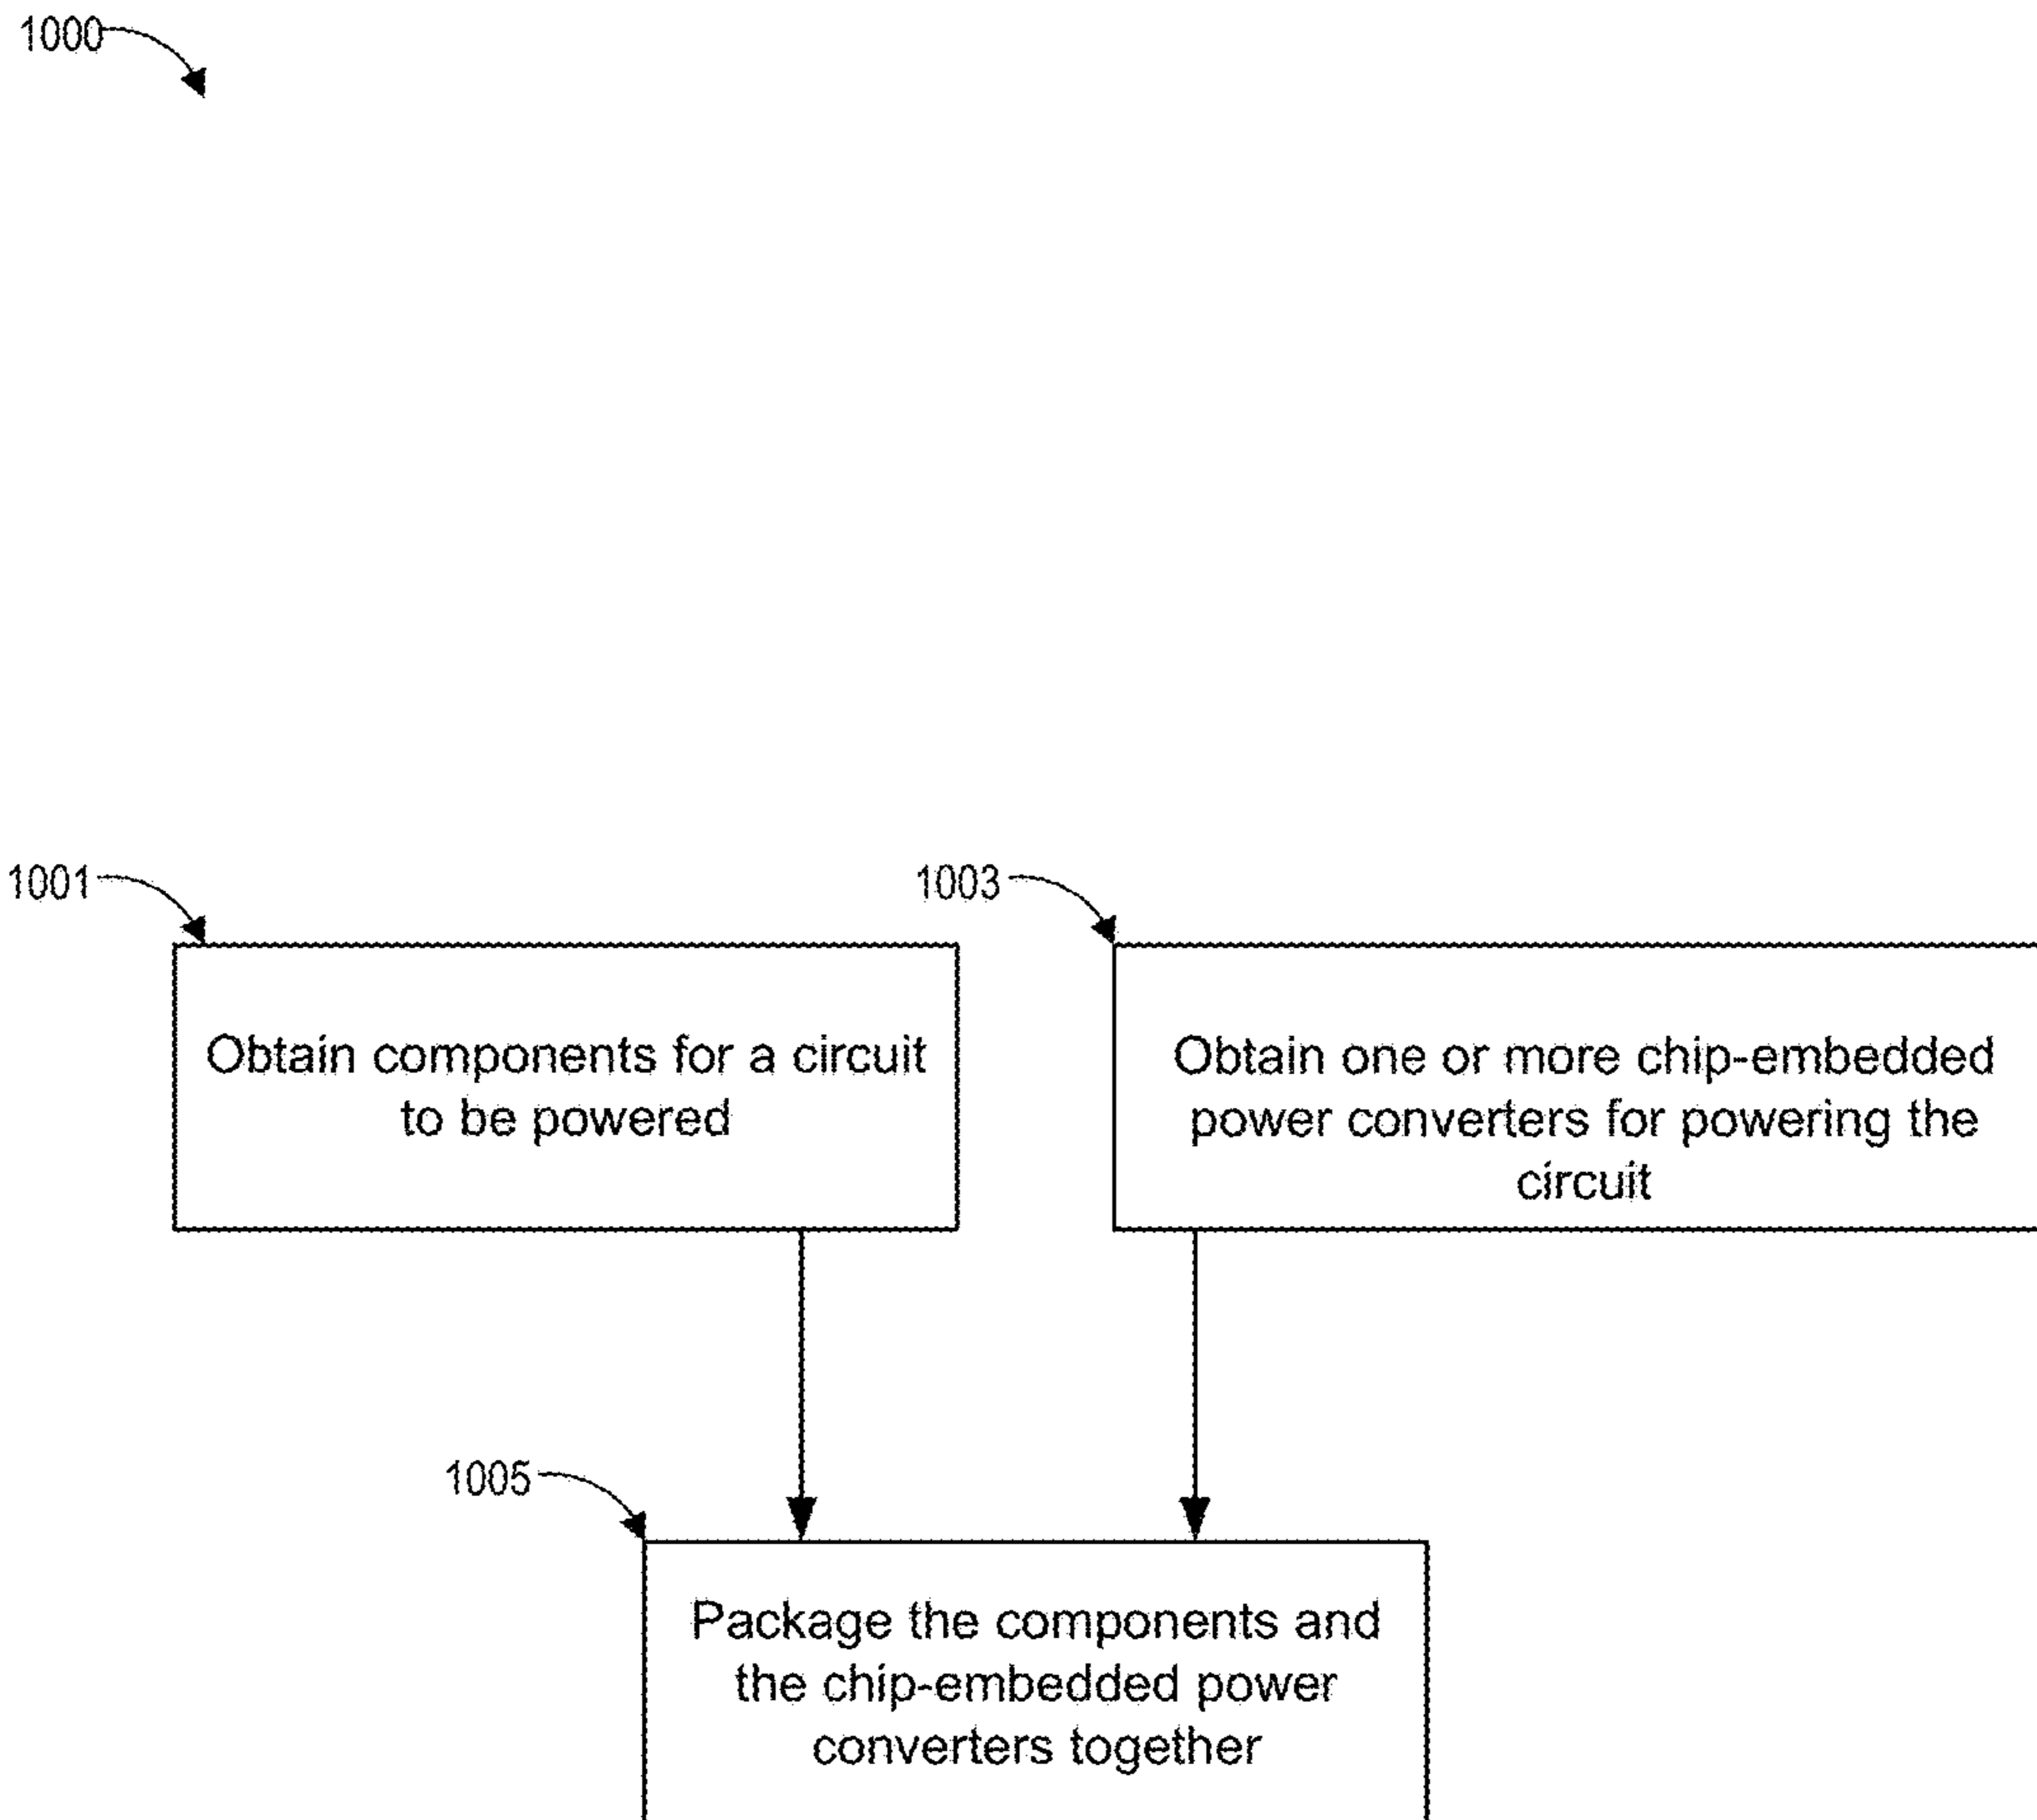 1000
1001
1003
Obtain components for a circuit
to be powered
Obtain one or more chip-embedded
power converters for powering the
circuit
1005
Package the components and
the chip-embedded power
converters together